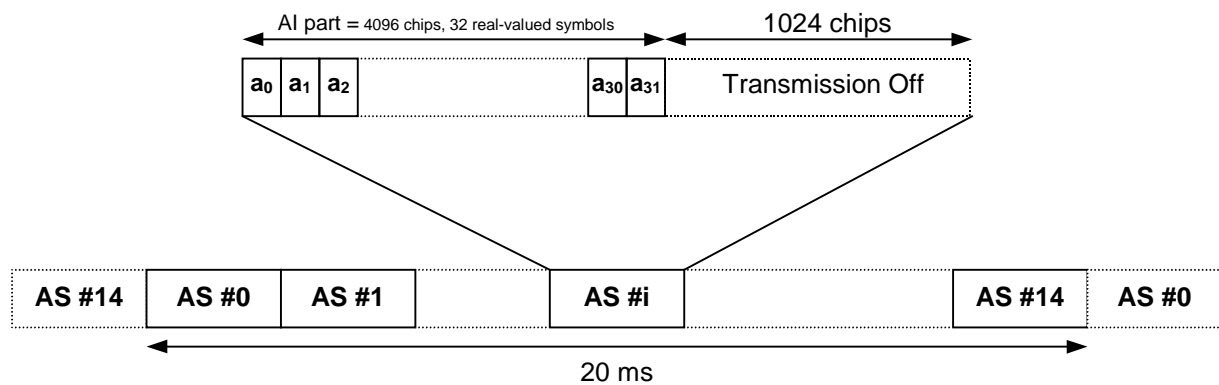 AI part = 4096 chips, 32 real-valued symbols
1024 chips
a0 a1 a2 a30 a31 Transmission Off
AS #14 AS #0 AS #1 AS #i AS #14 AS #0
20 ms